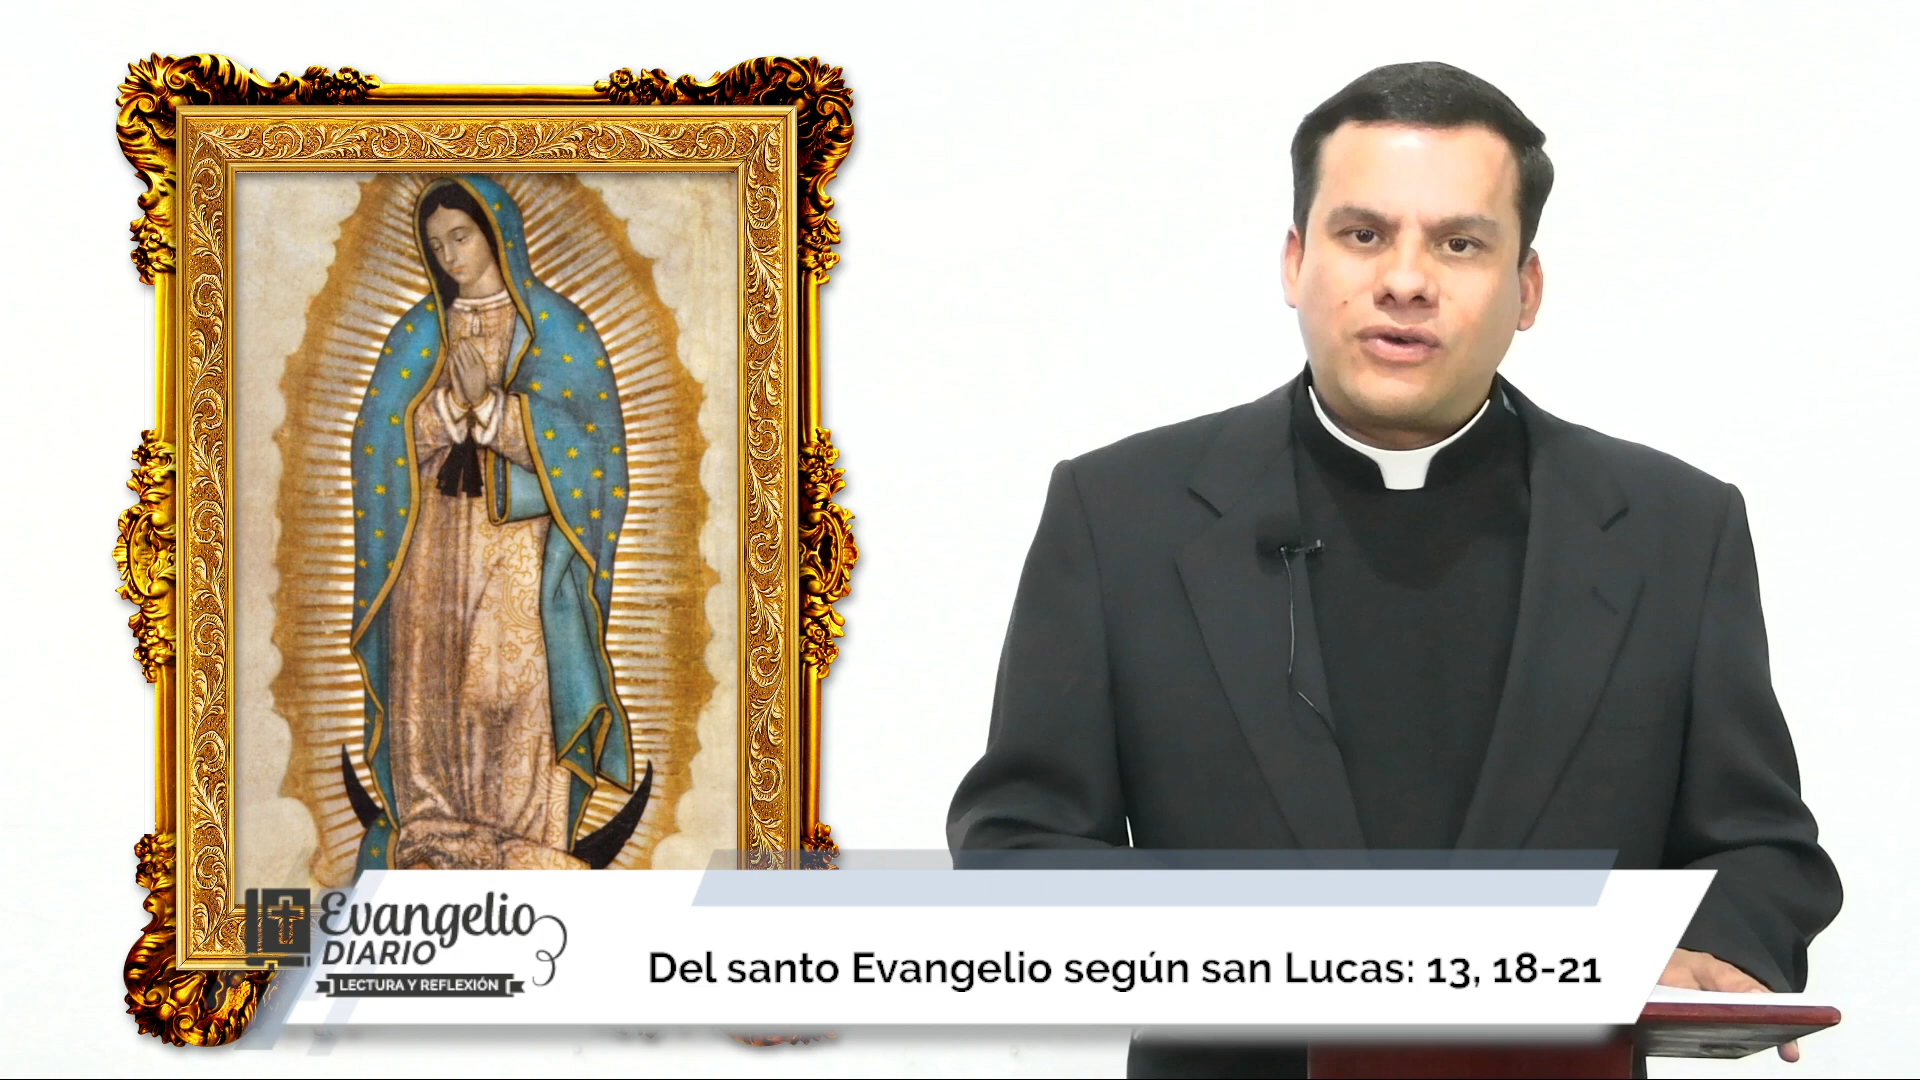 Evangelio
DIARIO
LECTURA Y REFLEXIÓN
Del santo Evangelio según san Lucas: 13, 18-21